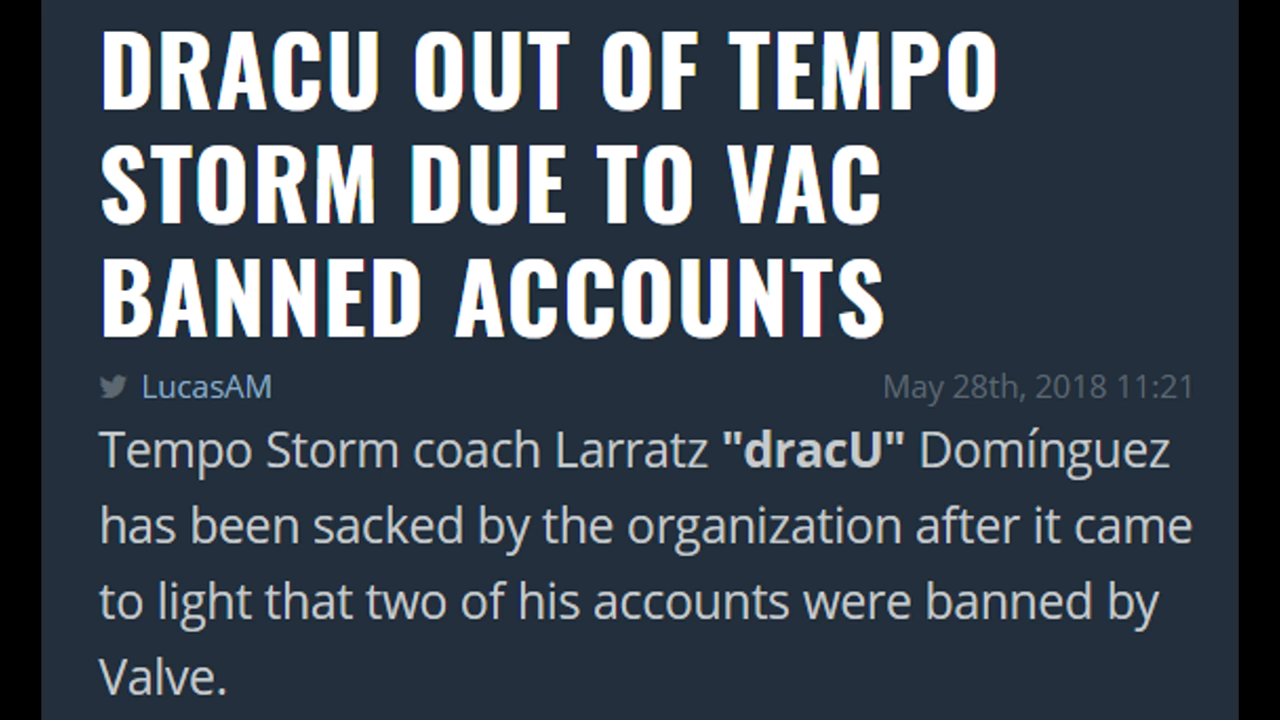 DRACU OUT OF TEMPO
STORM DUE TO VAC
BANNED ACCOUNTS
LucasAM May 28th, 2018 11:21
Tempo Storm coach Larratz "dracU" Domínguez
has been sacked by the organization after it came
to light that two of his accounts were banned by
Valve.